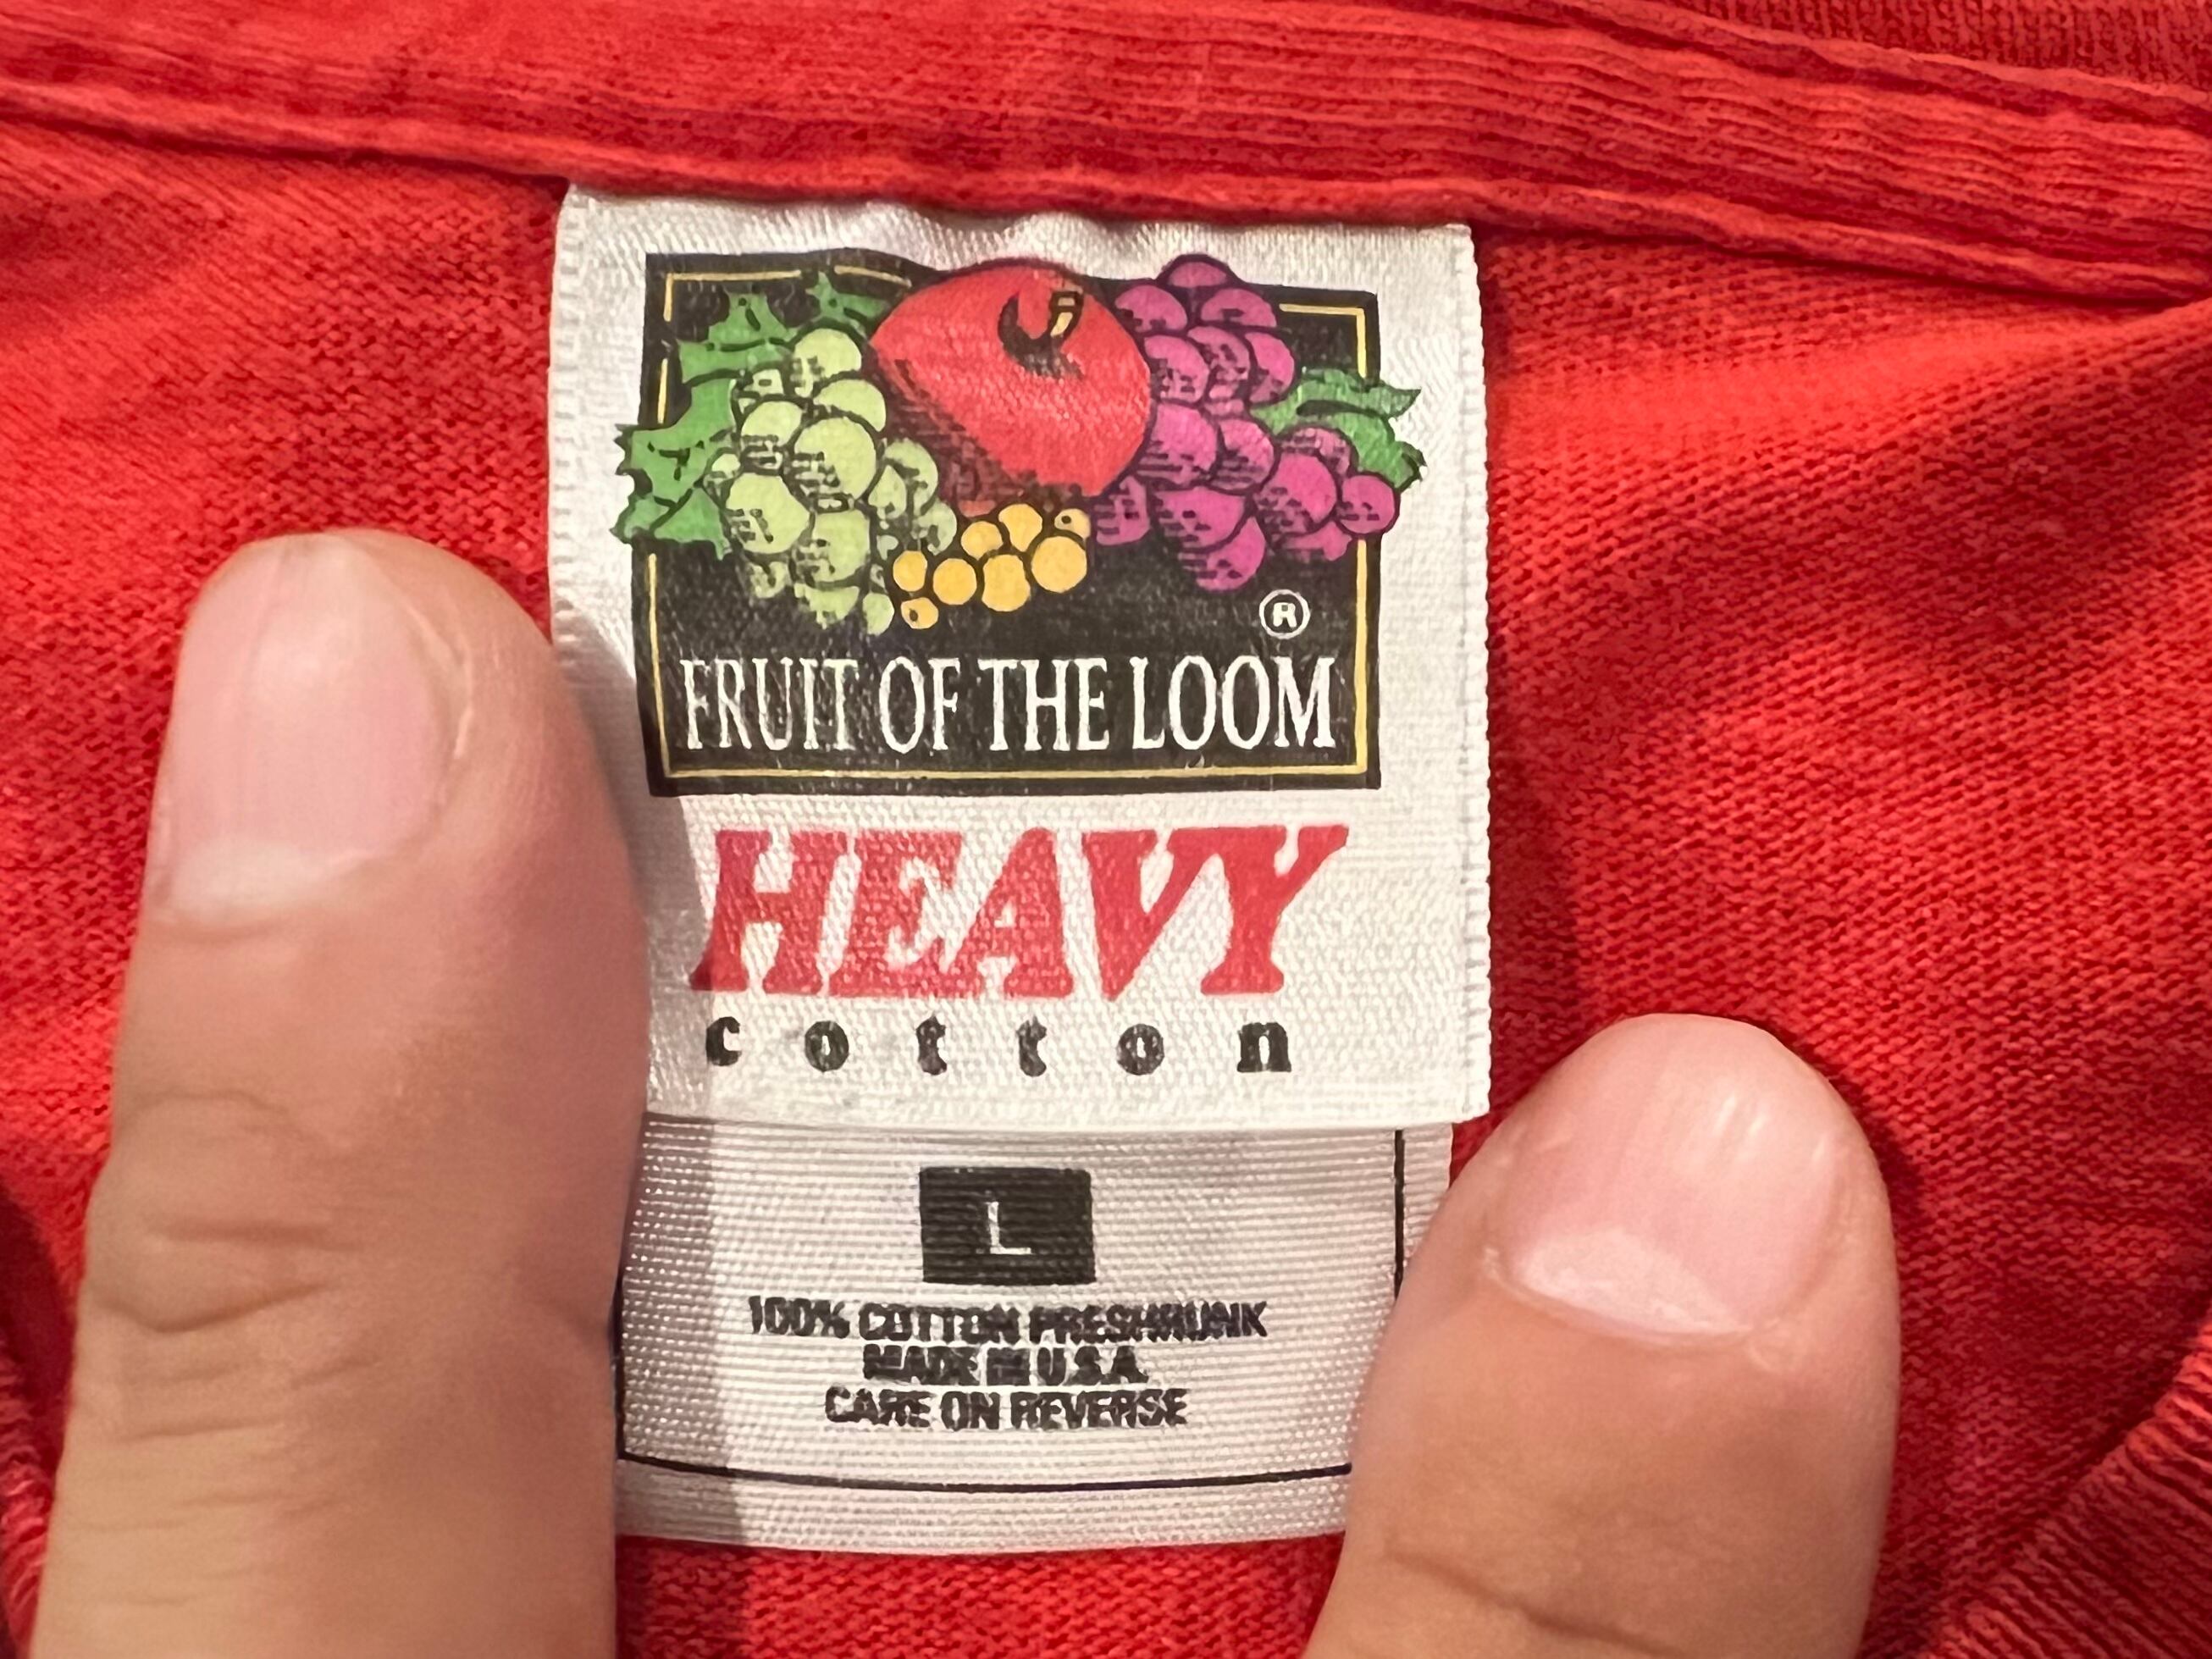 ®
FRUIT OF THE LOOM
HEAVY
cotton
L
100% COTTON PRESHRUNK
MADE IN U.S.A.
CARE ON REVERSE